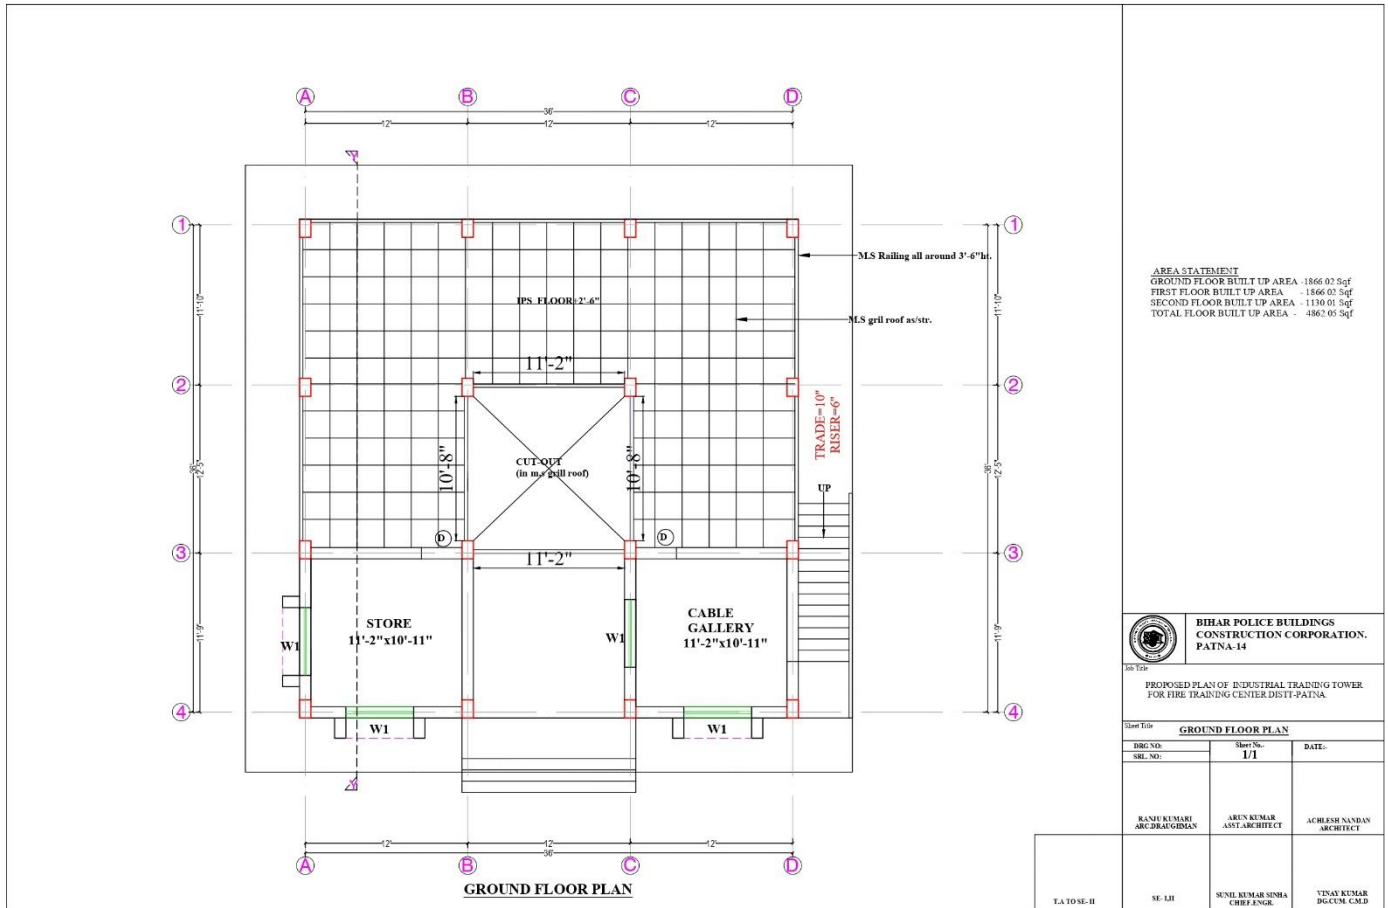 A B C D
36'
12' 12' 12'
Y
1 1
M.S Railing all around 3'-6"ht.
11'-10" 11'-10"
IPS FLOOR+2'-6"
M.S gril roof as/str.
11'-2"
2 2
TRADE=10"
RISER=6"
10'-8" 10'-8"
CUT-OUT
(in m.s grill roof)
36' 12'-5" 36' 12'-5"
UP
D D
3 3
11'-2"
STORE
11'-2"x10'-11"
CABLE
GALLERY
11'-2"x10'-11"
W1 W1
11'-9" 11'-9"
4 4
W1 W1
Y
12' 12' 12'
36'
A B C D
GROUND FLOOR PLAN
AREA STATEMENT
GROUND FLOOR BUILT UP AREA -1866.02 Sqf
FIRST FLOOR BUILT UP AREA - 1866.02 Sqf
SECOND FLOOR BUILT UP AREA - 1130.01 Sqf
TOTAL FLOOR BUILT UP AREA - 4862.05 Sqf
BIHAR POLICE BUILDINGS
CONSTRUCTION CORPORATION.
PATNA-14
Job Title
PROPOSED PLAN OF INDUSTRIAL TRAINING TOWER
FOR FIRE TRAINING CENTER DISTT-PATNA.
Sheet Title
GROUND FLOOR PLAN
DRG NO: Sheet No.- DATE:-
SRL. NO: 1/1
RANJU KUMARI
ARC.DRAUGHMAN
ARUN KUMAR
ASST.ARCHITECT
ACHLESH NANDAN
ARCHITECT
T.A TO SE- II
SE- I,II
SUNIL KUMAR SINHA
CHIEF.ENGR.
VINAY KUMAR
DG.CUM. C.M.D